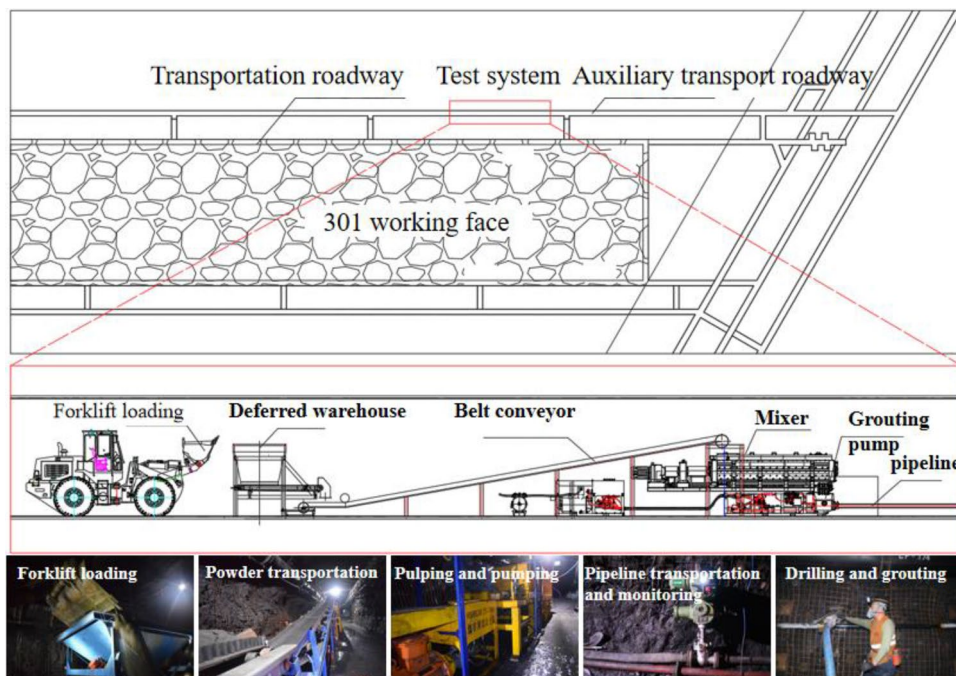 Transportation roadway
Test system
Auxiliary transport roadway
301 working face
Forklift loading
Deferred warehouse
Belt conveyor
Mixer
Grouting
pump
pipeline
Forklift loading
Powder transportation
Pulping and pumping
Pipeline transportation
and monitoring
Drilling and grouting